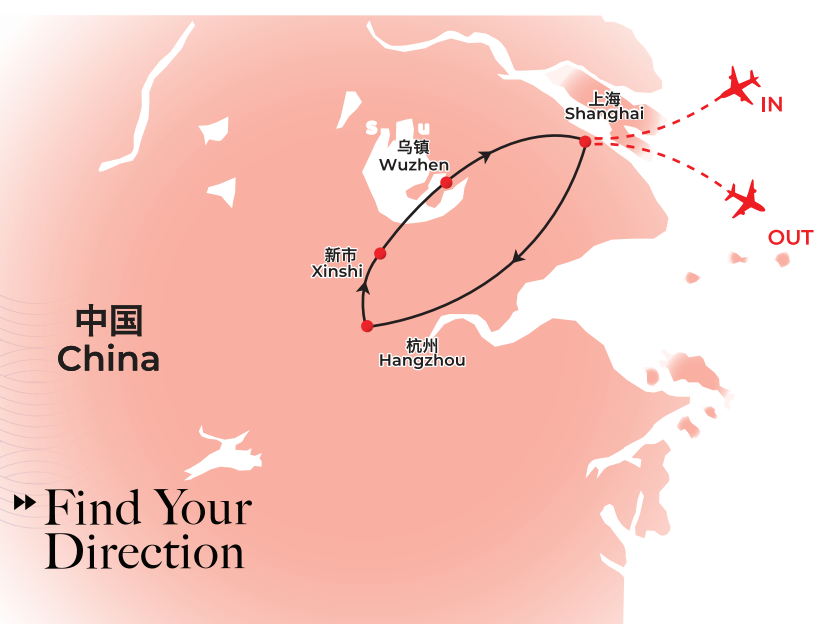 上海
Shanghai
IN
乌镇
Wuzhen
OUT
新市
Xinshi
中国
China
杭州
Hangzhou
Find Your
Direction